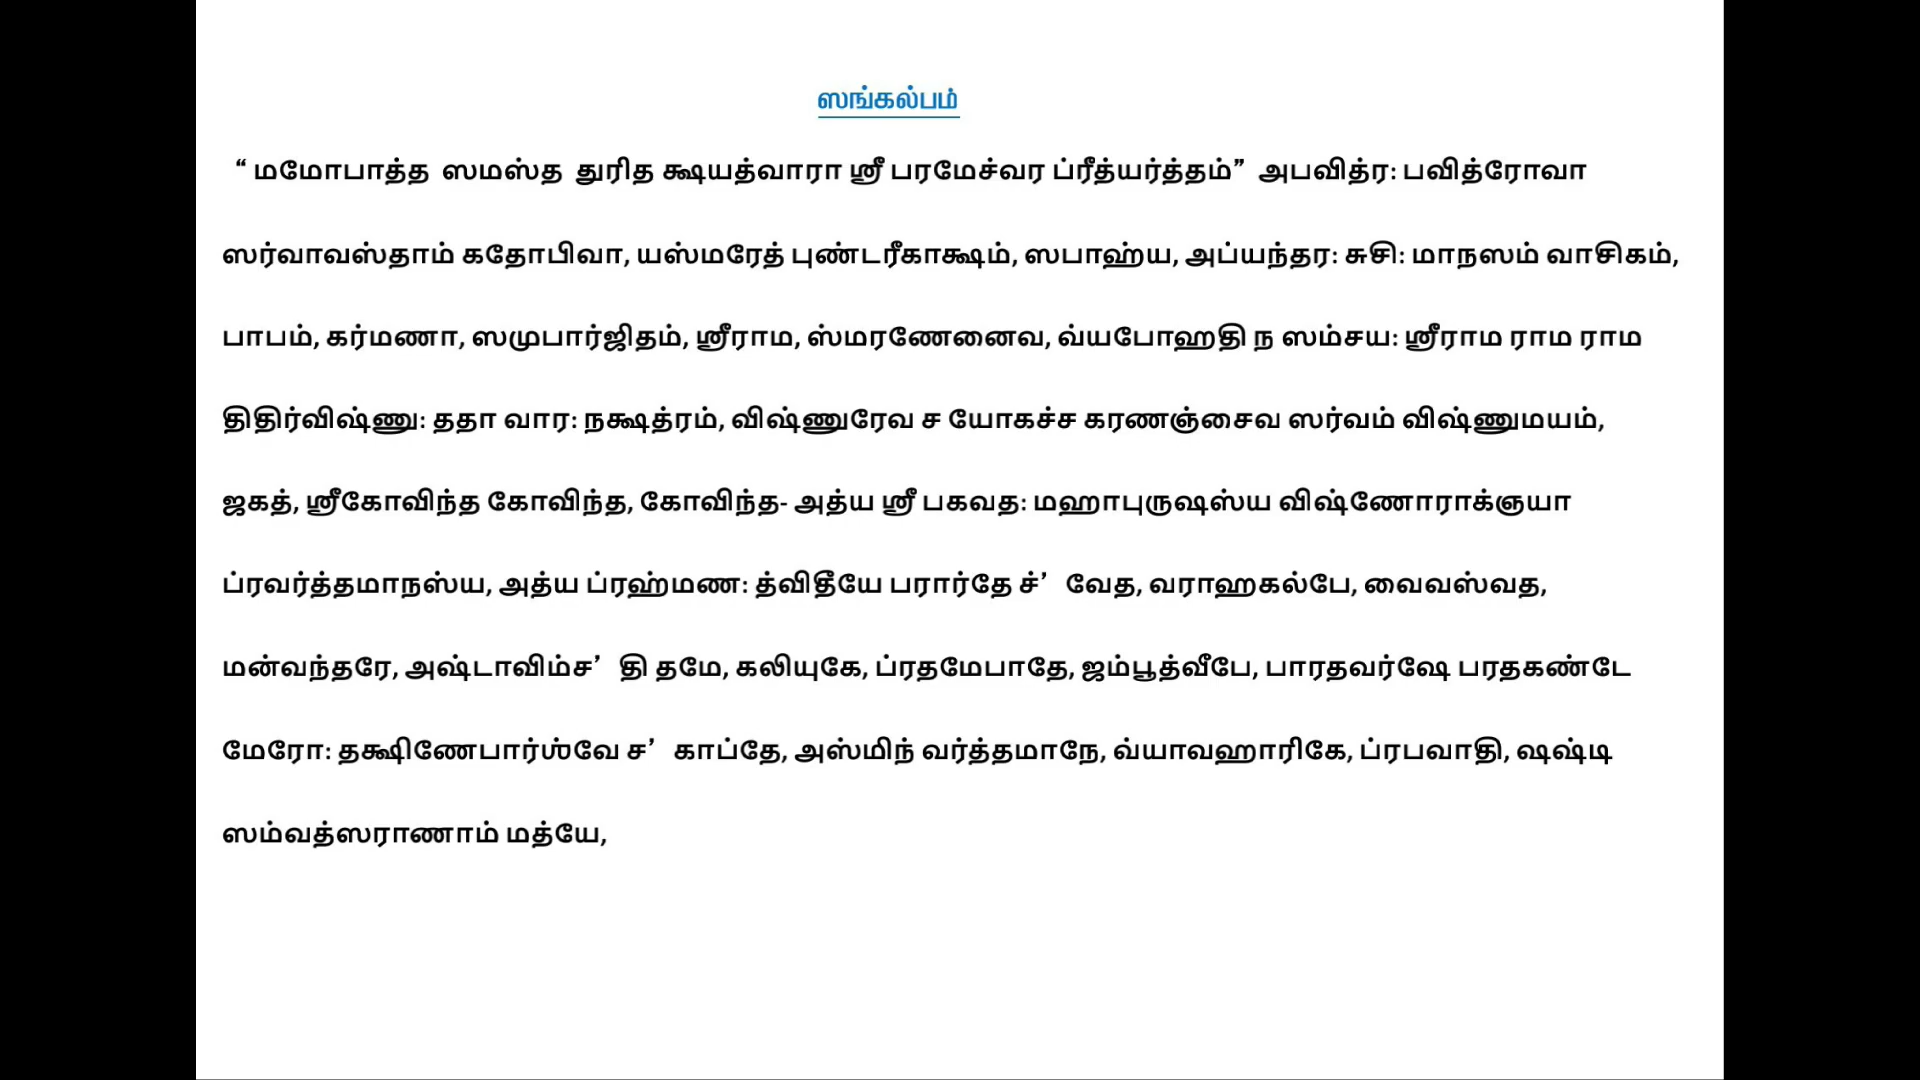 ஸங்கல்பம்
“ மமோபாத்த ஸமஸ்த துரித க்ஷயத்வாரா ஸ்ரீ பரமேச்வர ப்ரீத்யர்த்தம்” அபவித்ர: பவித்ரோவா
ஸர்வாவஸ்தாம் கதோபிவா, யஸ்மரேத் புண்டரீகாக்ஷம், ஸபாஹ்ய, அப்யந்தர: சுசி: மாநஸம் வாசிகம்,
பாபம், கர்மணா, ஸமுபார்ஜிதம், ஸ்ரீராம, ஸ்மரணேனைவ, வ்யபோஹதி ந ஸம்சய: ஸ்ரீராம ராம ராம
திதிர்விஷ்ணு: ததா வார: நக்ஷத்ரம், விஷ்ணுரேவ ச யோகச்ச கரணஞ்சைவ ஸர்வம் விஷ்ணுமயம்,
ஜகத், ஸ்ரீகோவிந்த கோவிந்த, கோவிந்த- அத்ய ஸ்ரீ பகவத: மஹாபுருஷஸ்ய விஷ்ணோராக்ஞயா
ப்ரவர்த்தமாநஸ்ய, அத்ய ப்ரஹ்மண: த்விதீயே பரார்தே ச்’ வேத, வராஹகல்பே, வைவஸ்வத,
மன்வந்தரே, அஷ்டாவிம்ச’ தி தமே, கலியுகே, ப்ரதமேபாதே, ஜம்பூத்வீபே, பாரதவர்ஷே பரதகண்டே
மேரோ: தக்ஷிணேபார்ஶ்வே ச’ காப்தே, அஸ்மிந் வர்த்தமாநே, வ்யாவஹாரிகே, ப்ரபவாதி, ஷஷ்டி
ஸம்வத்ஸராணாம் மத்யே,